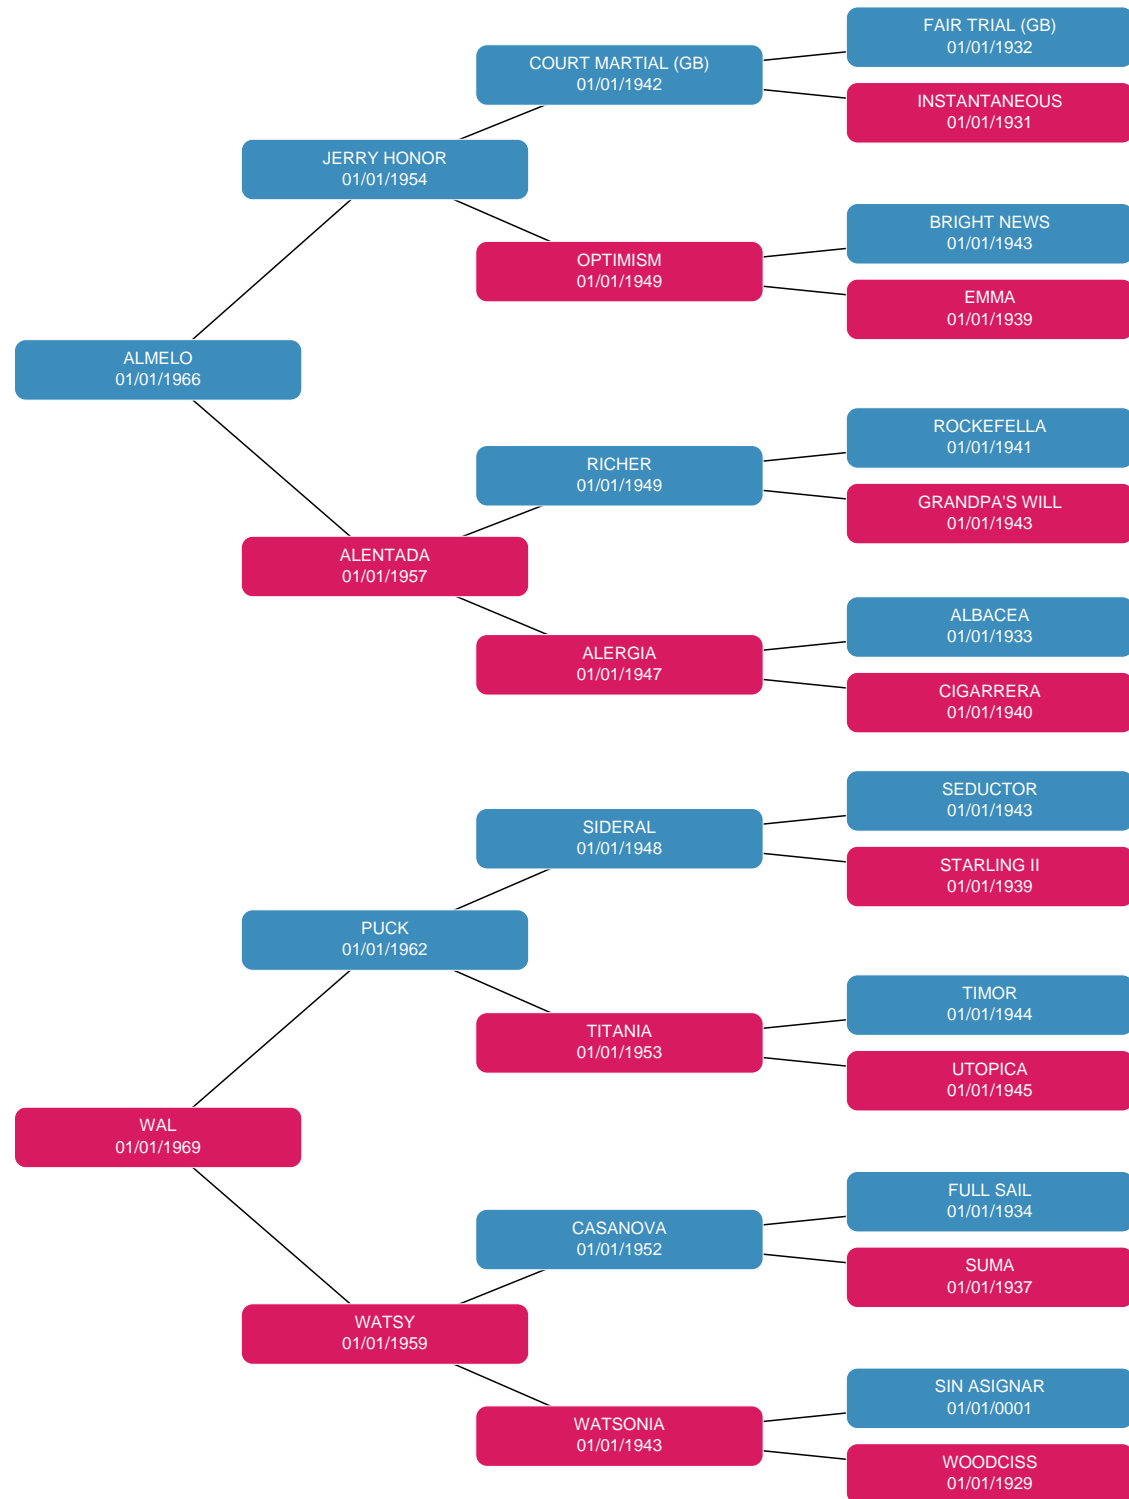 FAIR TRIAL (GB)
01/01/1932
COURT MARTIAL (GB)
01/01/1942
INSTANTANEOUS
01/01/1931
JERRY HONOR
01/01/1954
BRIGHT NEWS
01/01/1943
OPTIMISM
01/01/1949
EMMA
01/01/1939
ALMELO
01/01/1966
ROCKEFELLA
01/01/1941
RICHER
01/01/1949
GRANDPA'S WILL
01/01/1943
ALENTADA
01/01/1957
ALBACEA
01/01/1933
ALERGIA
01/01/1947
CIGARRERA
01/01/1940
SEDUCTOR
01/01/1943
SIDERAL
01/01/1948
STARLING II
01/01/1939
PUCK
01/01/1962
TIMOR
01/01/1944
TITANIA
01/01/1953
UTOPICA
01/01/1945
WAL
01/01/1969
FULL SAIL
01/01/1934
CASANOVA
01/01/1952
SUMA
01/01/1937
WATSY
01/01/1959
SIN ASIGNAR
01/01/0001
WATSONIA
01/01/1943
WOODCISS
01/01/1929